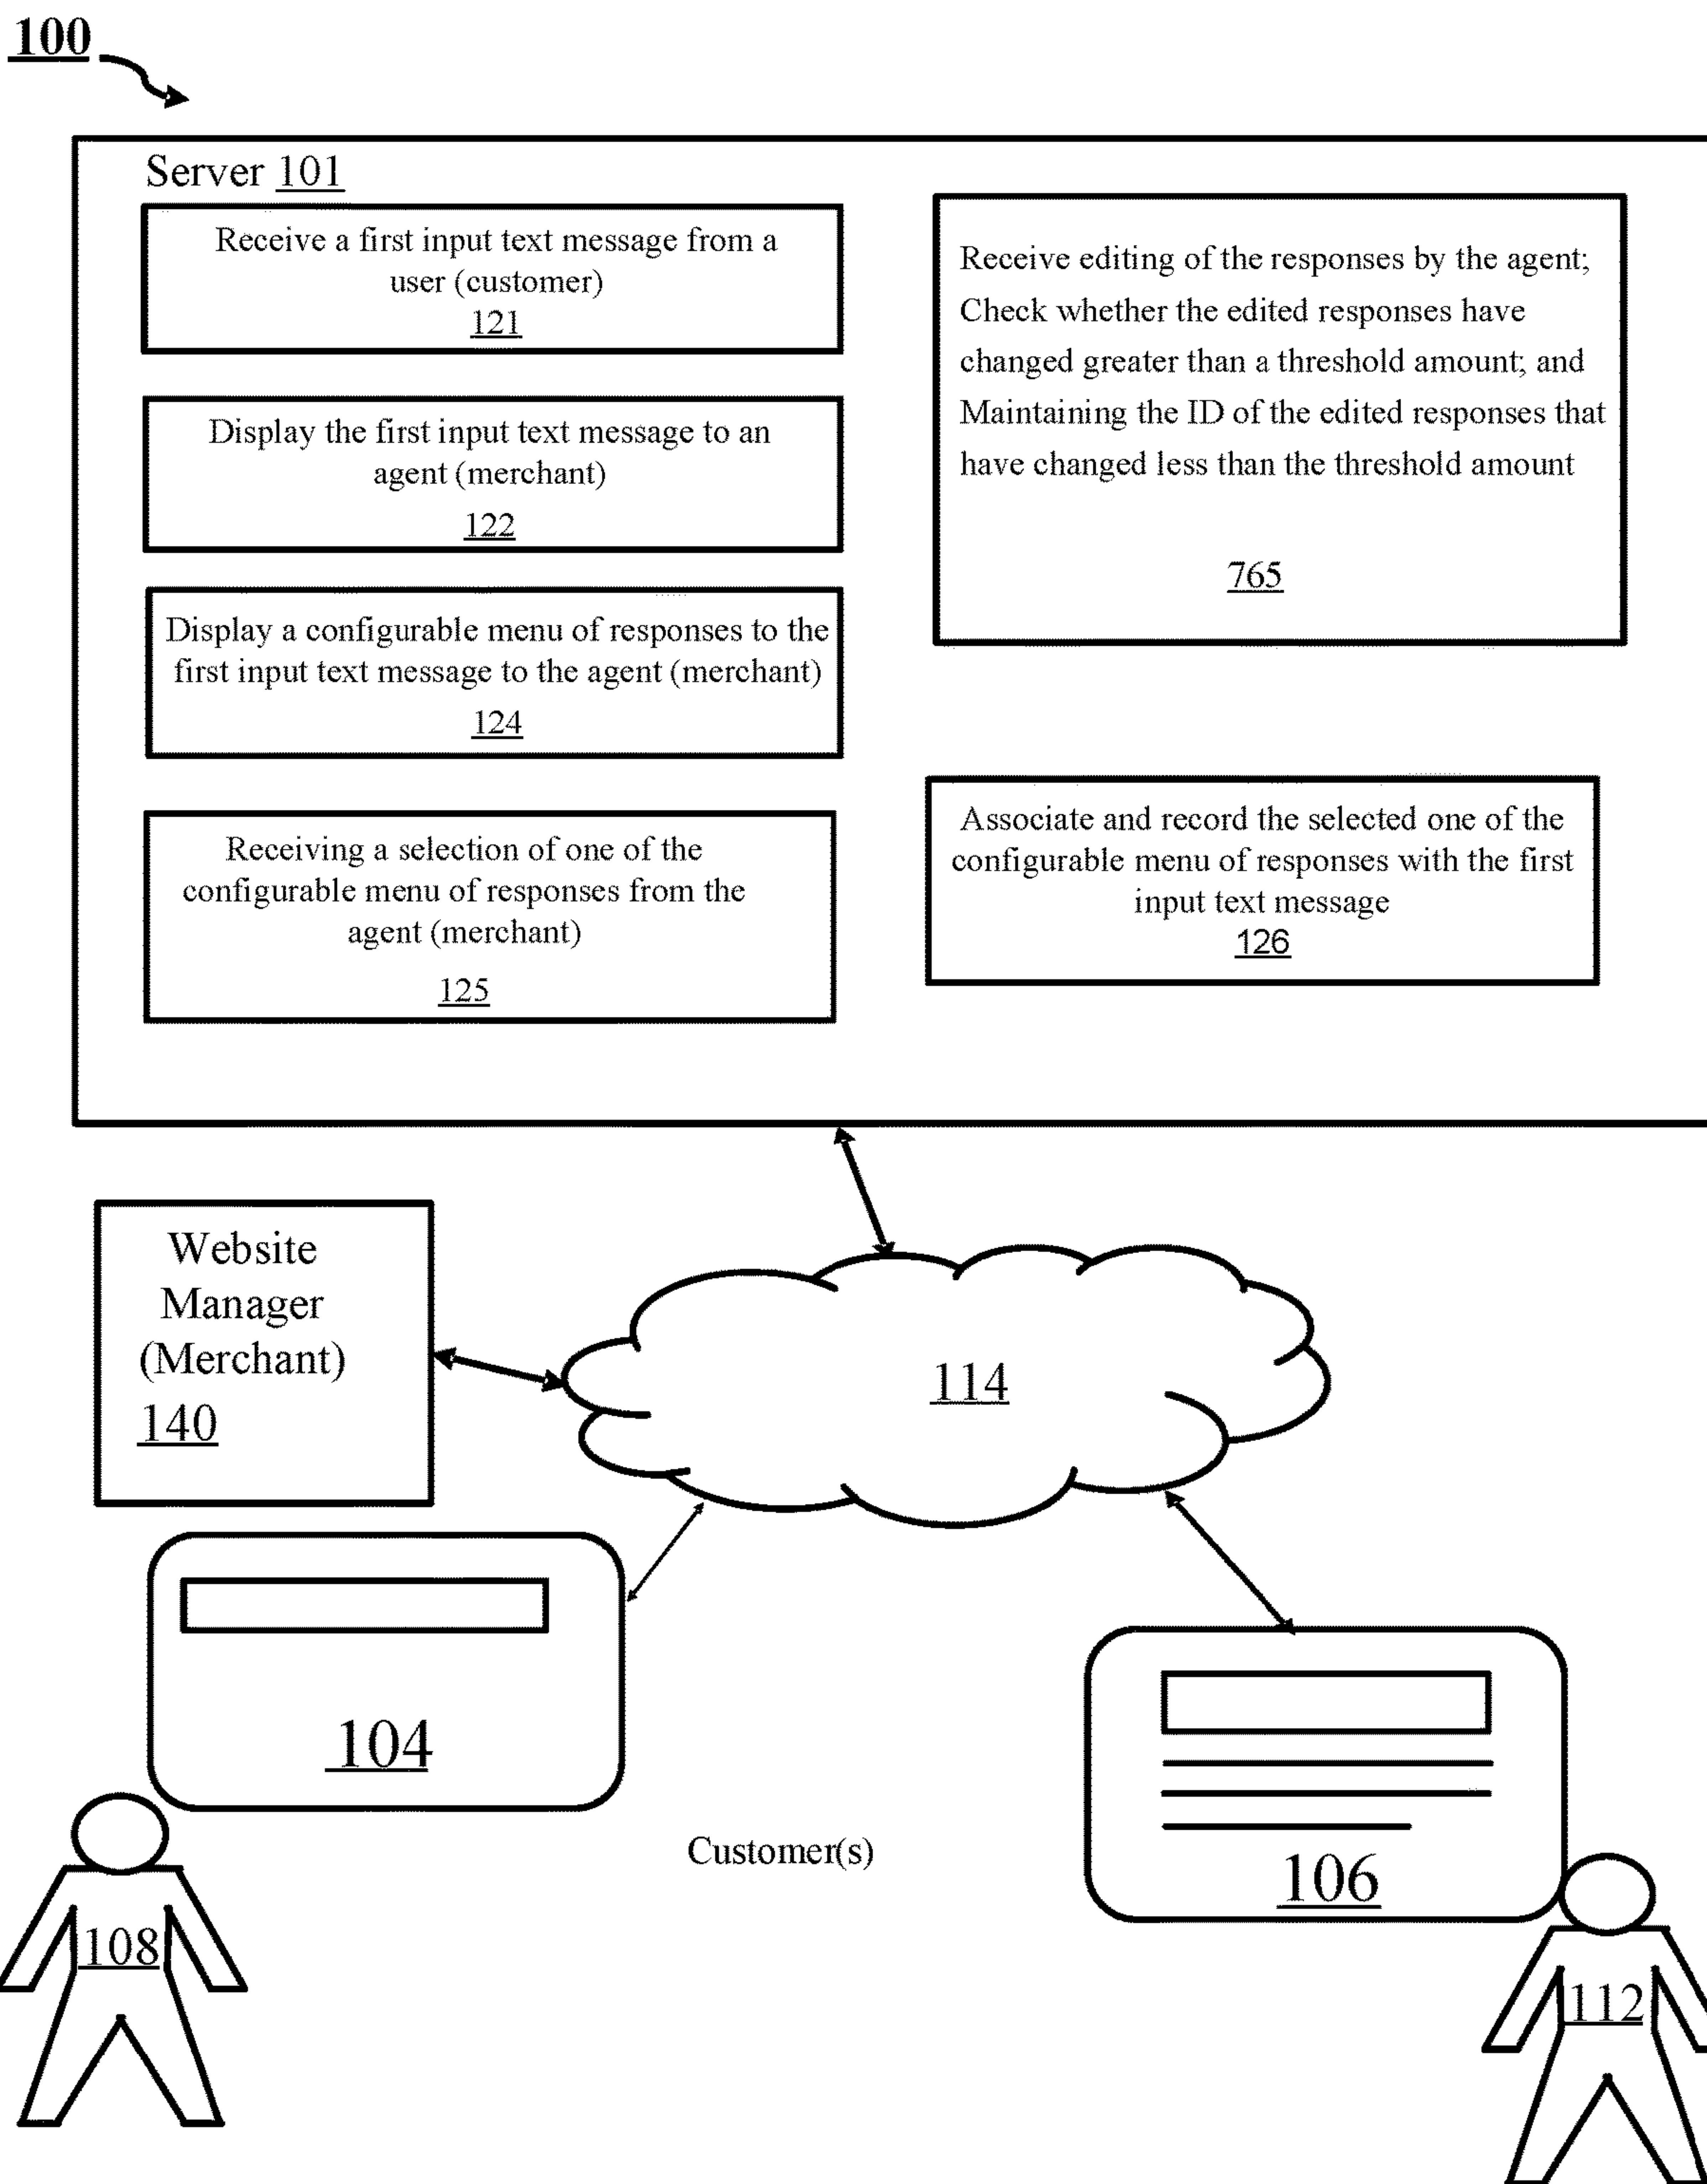 100
Server 101
Receive a first input text message from a
user (customer)
121
Display the first input text message to an
agent (merchant)
122
Display a configurable menu of responses to the
first input text message to the agent (merchant)
124
Receiving a selection of one of the
configurable menu of responses from the
agent (merchant)
125
Receive editing of the responses by the agent;
Check whether the edited responses have
changed greater than a threshold amount; and
Maintaining the ID of the edited responses that
have changed less than the threshold amount
765
Associate and record the selected one of the
configurable menu of responses with the first
input text message
126
Website
Manager
(Merchant)
140
114
104
106
Customer(s)
108
112